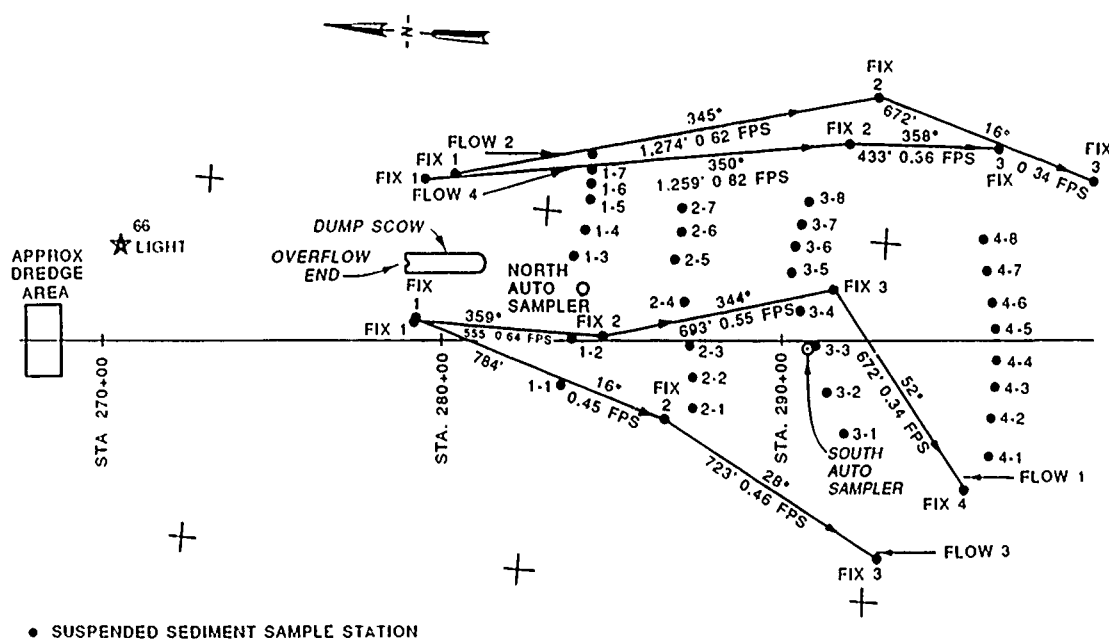 N
FIX
2
345°
1,274' 0.62 FPS
672'
16°
0.34 FPS
FIX
3
FLOW 2
FIX 1
FIX 2
358°
433' 0.36 FPS
3
FIX
FIX 1
350°
1.259' 0.82 FPS
FLOW 4
1-7
1-6
1-5
1-4
1-3
2-7
2-6
2-5
3-8
3-7
3-6
3-5
4-8
4-7
4-6
4-5
4-4
4-3
4-2
4-1
66
LIGHT
DUMP SCOW
OVERFLOW
END
APPROX
DREDGE
AREA
NORTH
AUTO
SAMPLER
FIX
1
FIX 1
359°
555 0.64 FPS
FIX 2
2-4
344°
693' 0.55 FPS
FIX 3
3-4
1-2
2-3
3-3
784'
16°
0.45 FPS
1-1
FIX
2
2-2
2-1
3-2
3-1
52°
672' 0.34 FPS
STA. 270+00
STA. 280+00
STA. 290+00
SOUTH
AUTO
SAMPLER
FLOW 1
FIX 4
28°
723' 0.46 FPS
FLOW 3
FIX 3
SUSPENDED SEDIMENT SAMPLE STATION